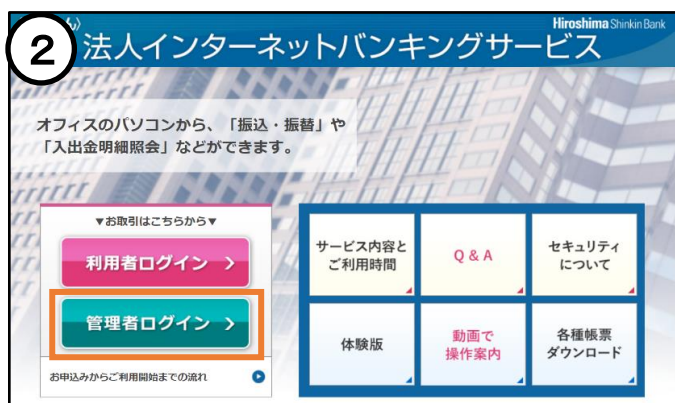 ②
Hiroshima Shinkin Bank
法人インターネットバンキングサービス
オフィスのパソコンから、「振込・振替」や
「入出金明細照会」などができます。
▼お取引はこちらから▼
利用者ログイン >
管理者ログイン >
お申込みからご利用開始までの流れ
サービス内容と
ご利用時間
Q & A
セキュリティ
について
体験版
動画で
操作案内
各種帳票
ダウンロード